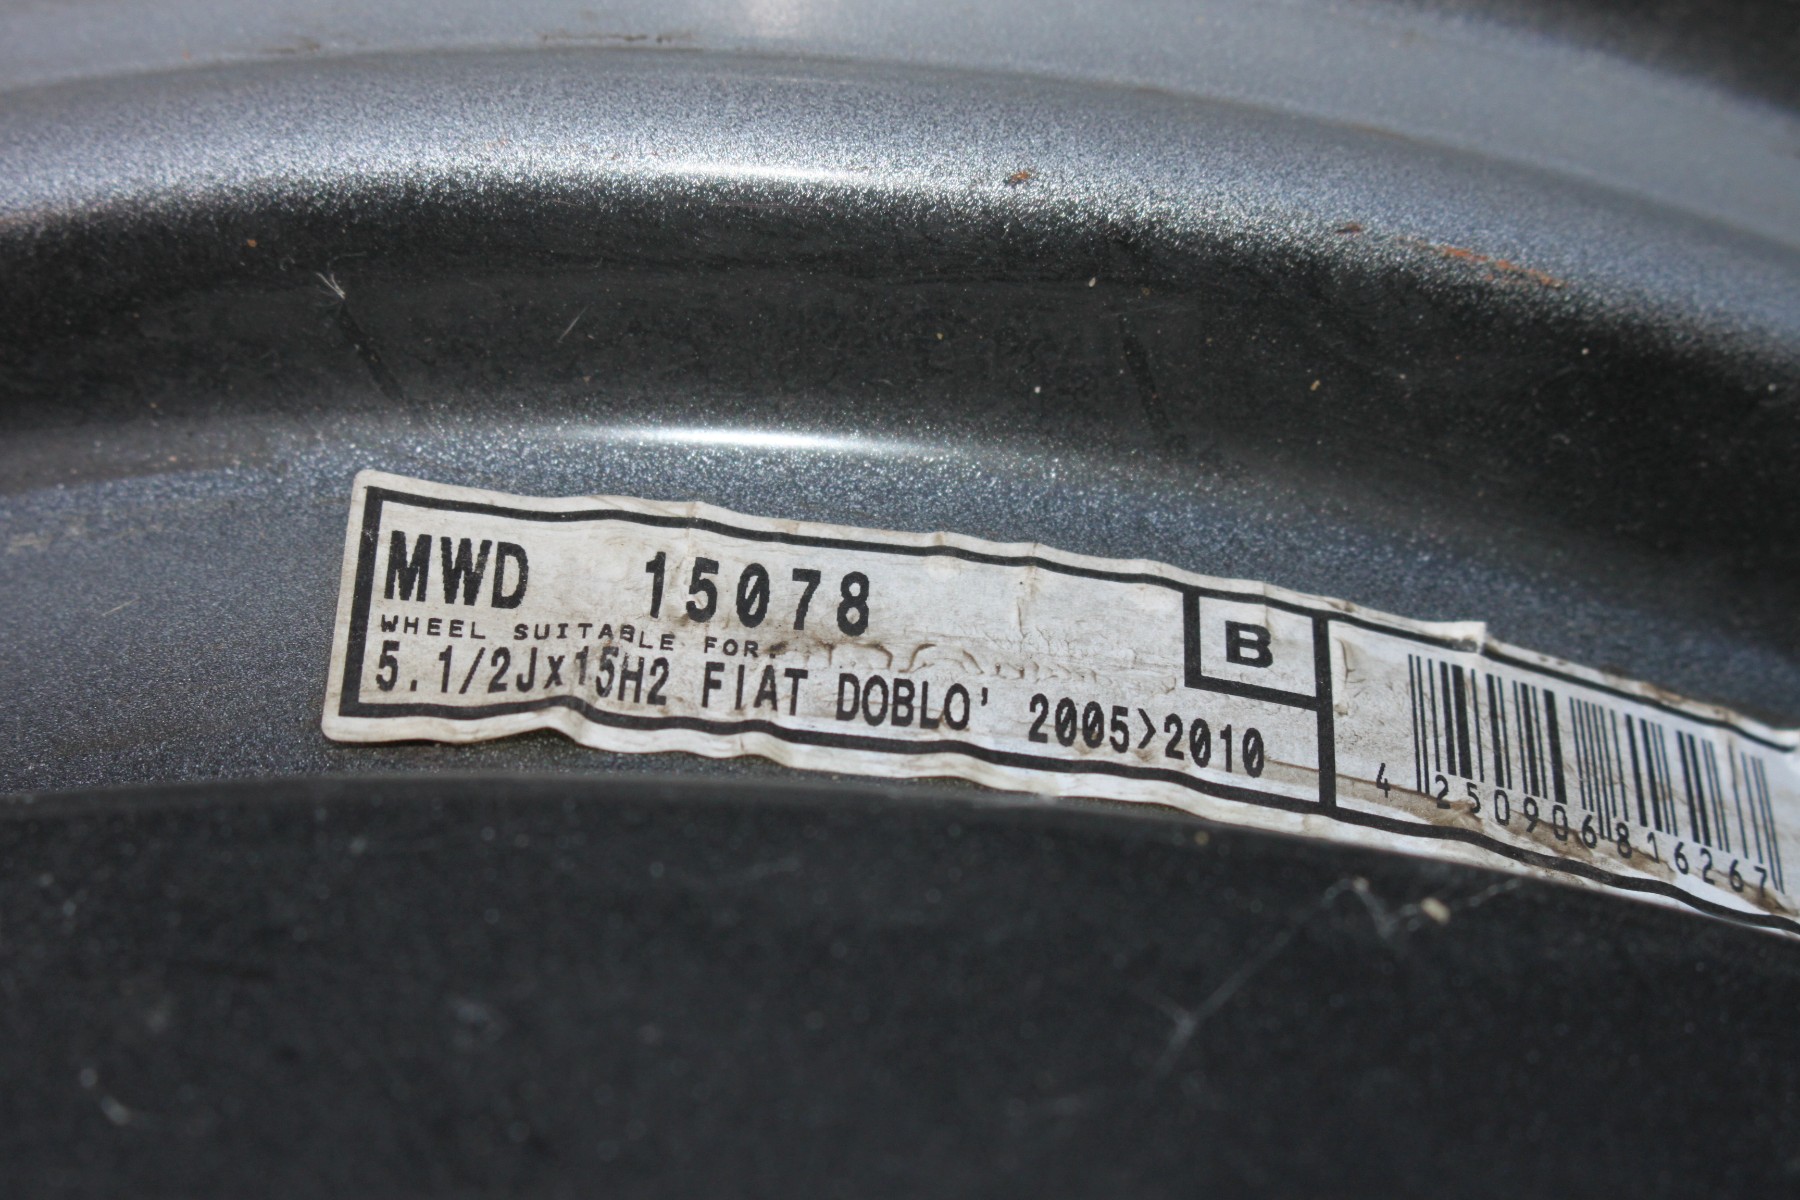 MWD 15078
WHEEL SUITABLE FOR:
5.1/2Jx15H2 FIAT DOBLO' 2005>2010
B
4 250906 816267